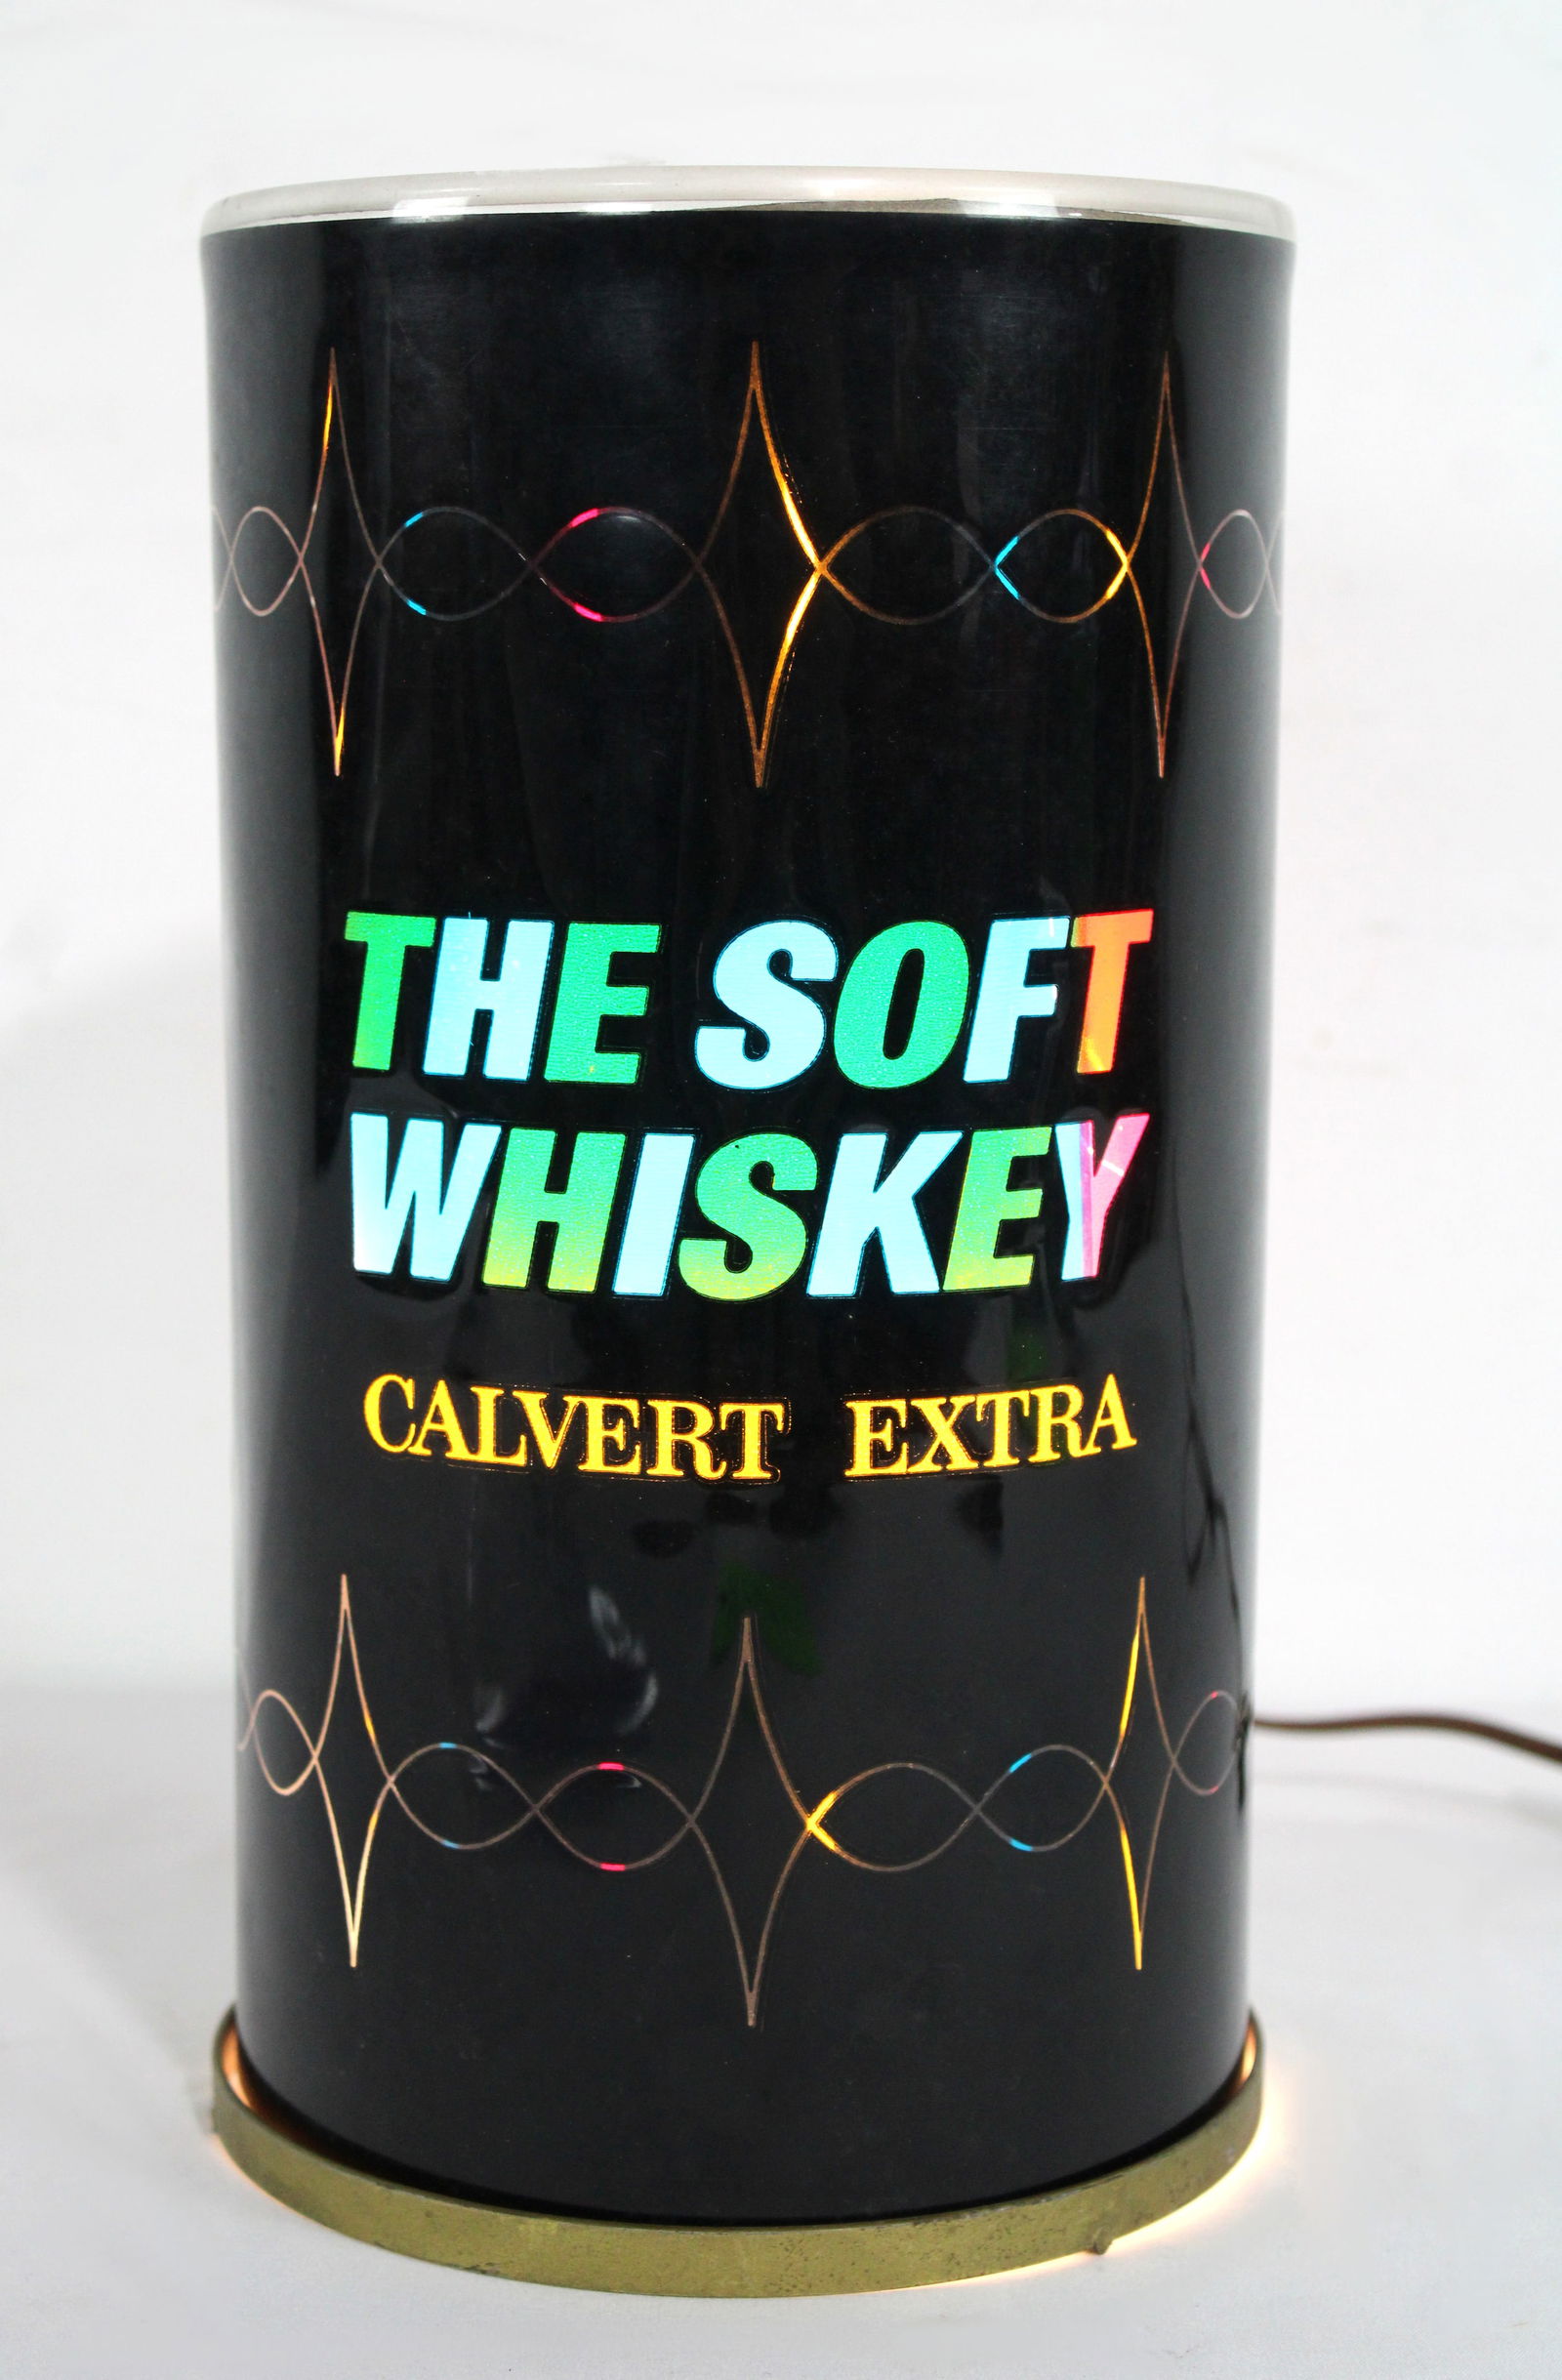 THE SOFT
WHISKEY
CALVERT EXTRA